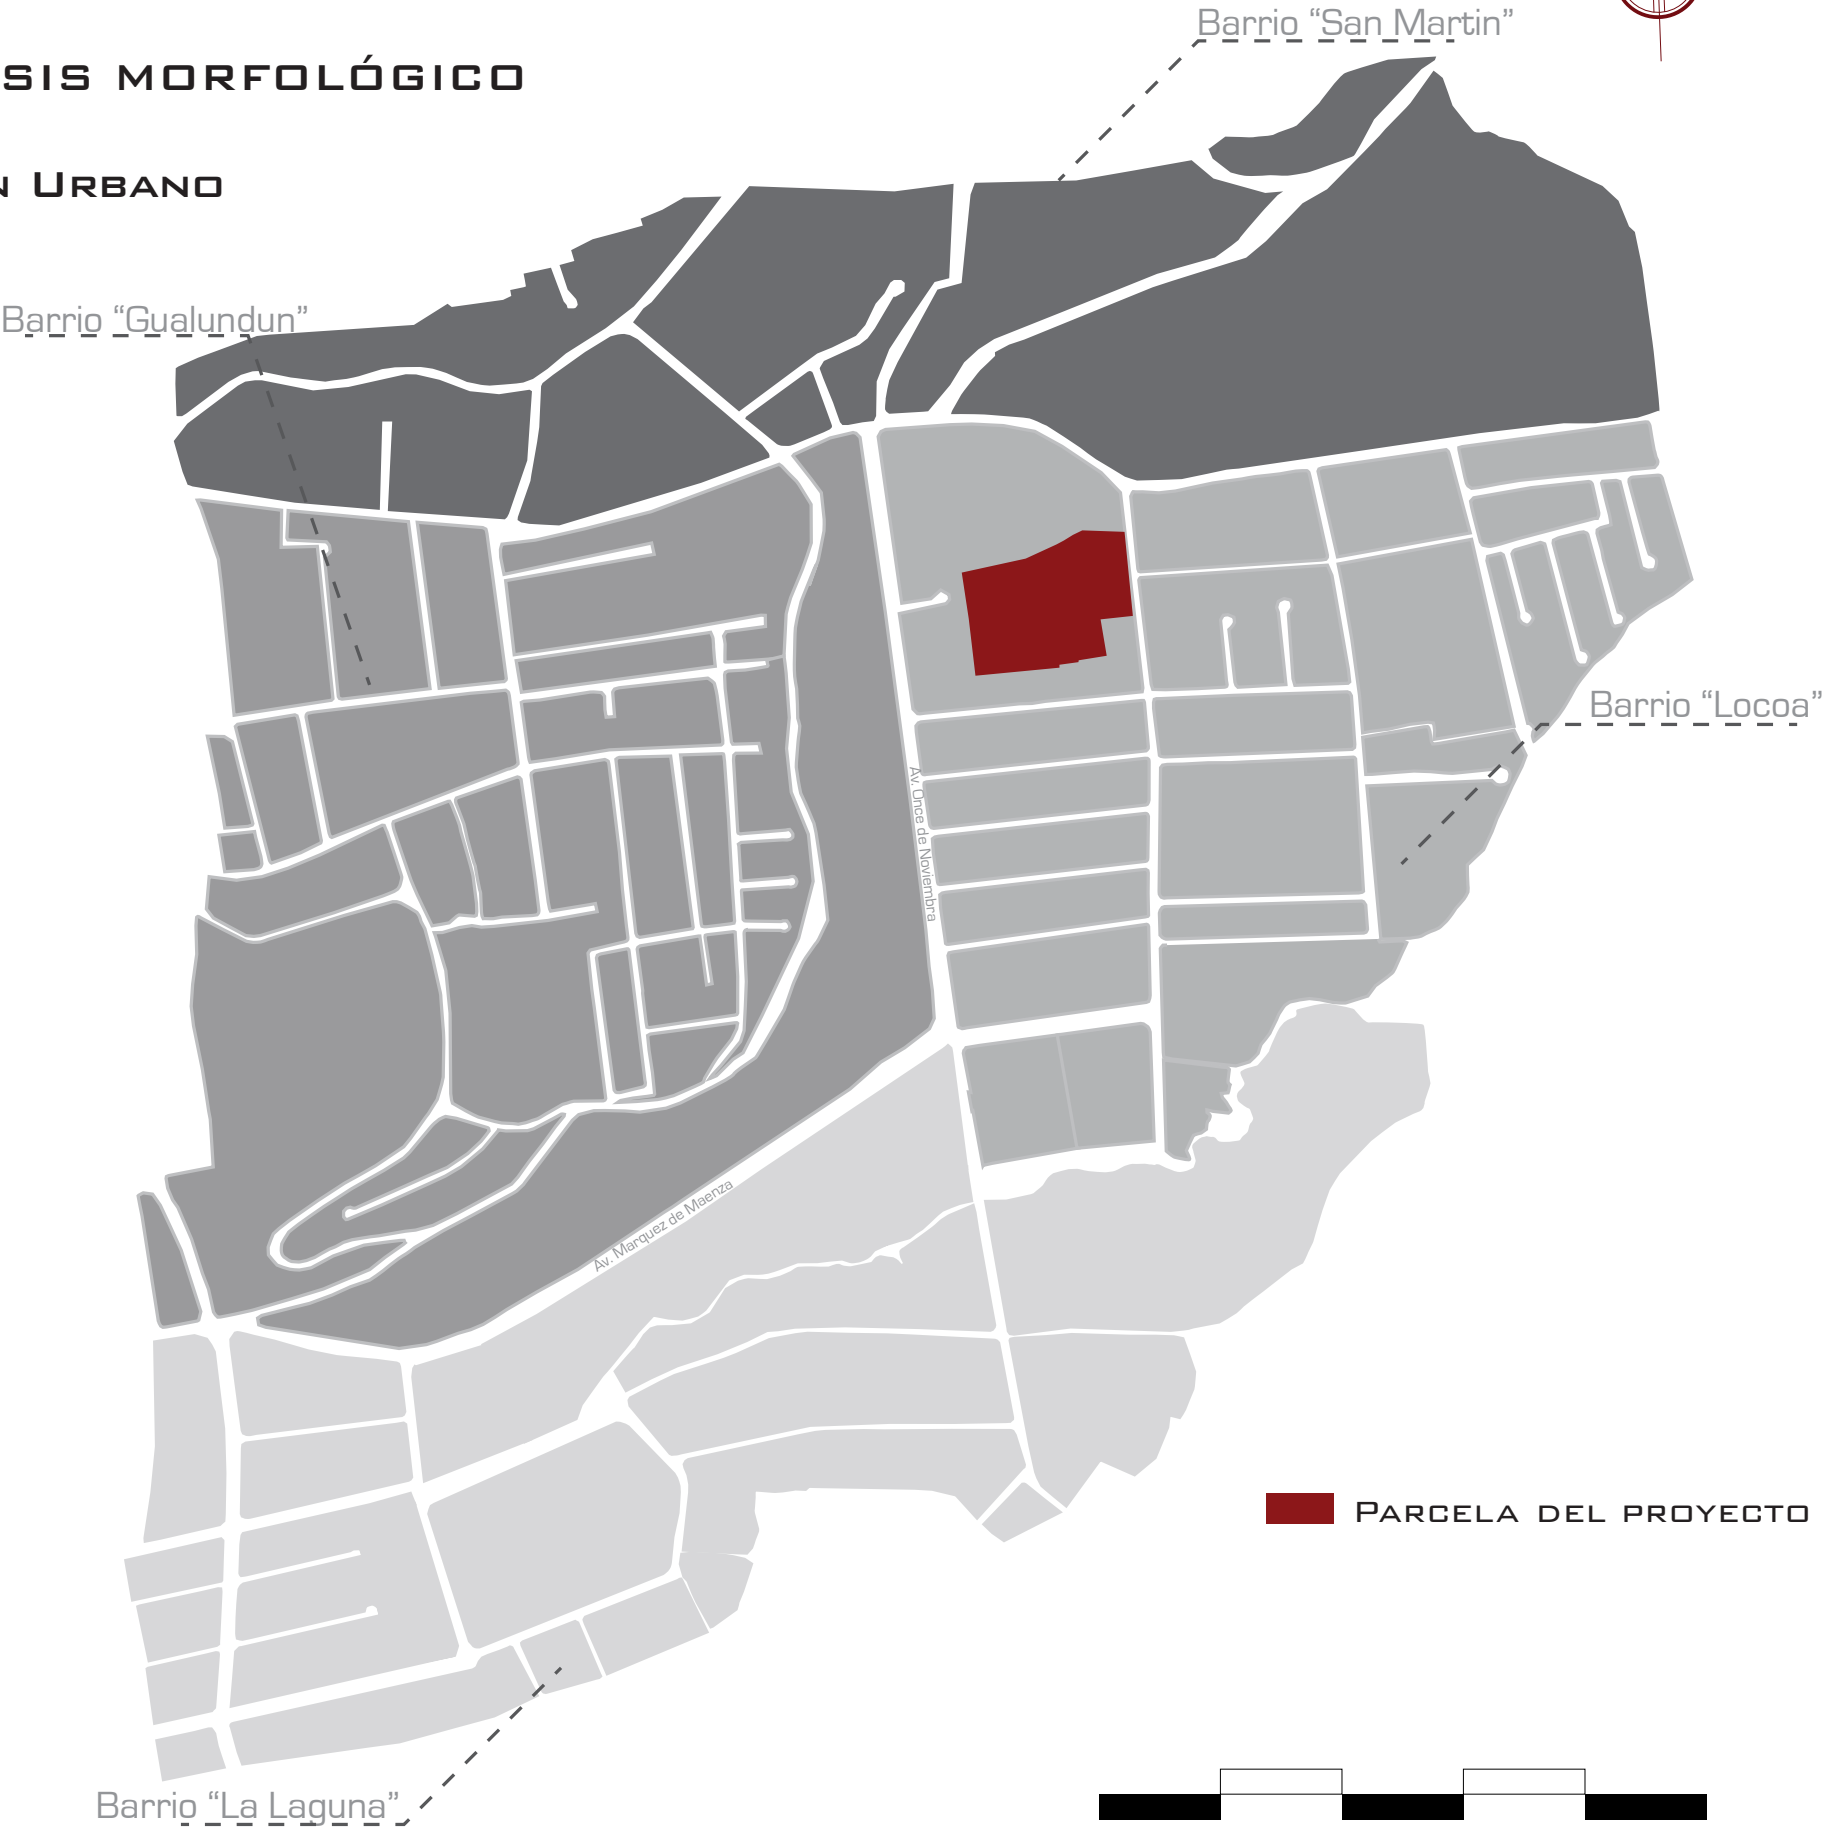 Barrio “San Martin”
SIS MORFOLÓGICO
N URBANO
Barrio “Gualundun”
Barrio “Locoa”
Av. Once de Noviembra
Av. Marquez de Maenza
PARCELA DEL PROYECTO
Barrio “La Laguna”